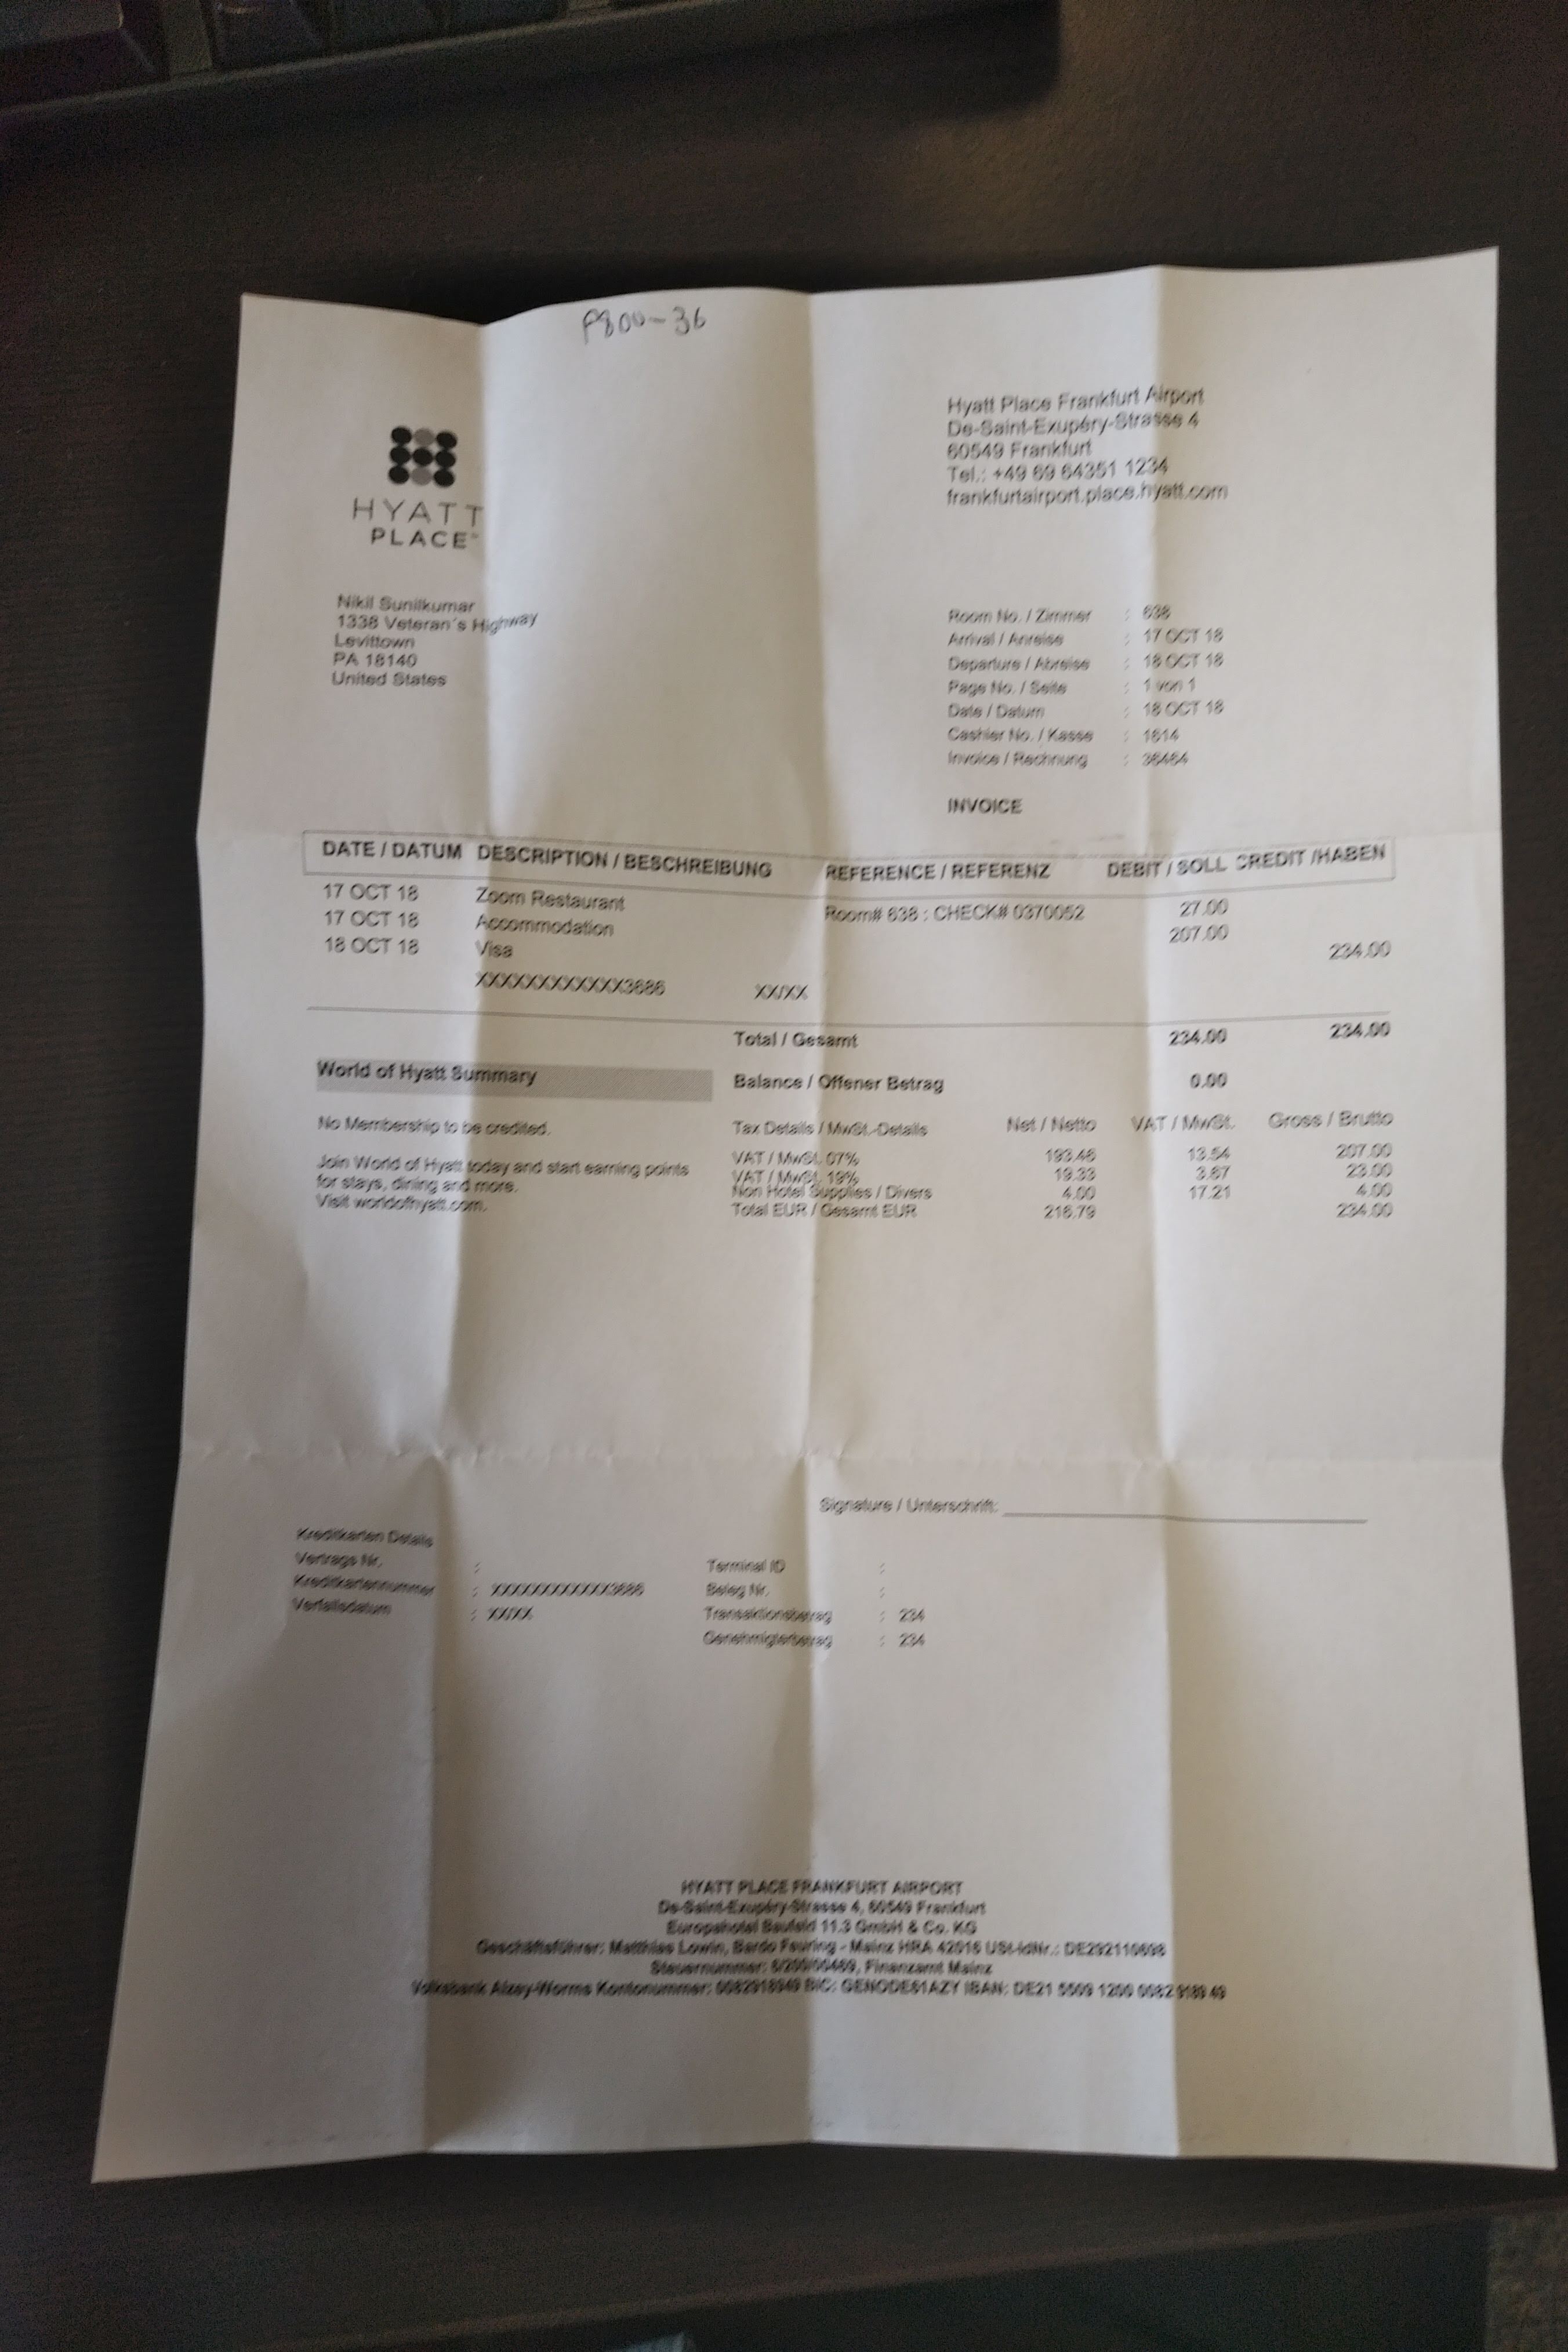 P800-36
HYATT
PLACE
Hyatt Place Frankfurt Airport
De-Saint-Exupéry-Strasse 4
60549 Frankfurt
Tel.: +49 69 64351 1234
frankfurtairport.place.hyatt.com
Nikil Sunilkumar
1338 Veteran´s Highway
Levittown
PA 18140
United States
Room No. / Zimmer : 638
Arrival / Anreise : 17 OCT 18
Departure / Abreise : 18 OCT 18
Page No. / Seite : 1 von 1
Date / Datum : 18 OCT 18
Cashier No. / Kasse : 1814
Invoice / Rechnung : 36464
INVOICE
DATE / DATUM DESCRIPTION / BESCHREIBUNG REFERENCE / REFERENZ DEBIT / SOLL CREDIT /HABEN
17 OCT 18 Zoom Restaurant Room# 638 : CHECK# 0370052 27.00
17 OCT 18 Accommodation 207.00
18 OCT 18 Visa 234.00
XXXXXXXXXXXX3686 XX/XX
Total / Gesamt 234.00 234.00
World of Hyatt Summary
Balance / Offener Betrag 0.00
No Membership to be credited.
Join World of Hyatt today and start earning points
for stays, dining and more.
Visit worldofhyatt.com.
Tax Details / MwSt.-Details Net / Netto VAT / MwSt. Gross / Brutto
VAT / MwSt. 07% 193.46 13.54 207.00
VAT / MwSt. 19% 19.33 3.67 23.00
Non Hotel Supplies / Divers 4.00 17.21 4.00
Total EUR / Gesamt EUR 216.79 234.00
Signature / Unterschrift:
Kreditkarten Details
Vertrags Nr. :
Kreditkartennummer : XXXXXXXXXXXX3686
Verfallsdatum : XX/XX
Terminal ID :
Beleg Nr. :
Transaktionsbetrag : 234
Genehmigterbetrag : 234
HYATT PLACE FRANKFURT AIRPORT
De-Saint-Exupéry-Strasse 4, 60549 Frankfurt
Europahotel Baufeld 11.3 GmbH & Co. KG
Geschäftsführer: Matthias Lowin, Bardo Feuring - Mainz HRA 42016 USt-IdNr.: DE292110698
Steuernummer: Finanzamt Mainz
Volksbank Alzey-Worms Kontonummer: BIC: GENODE61AZY IBAN: DE21 5509 1200 0082 9189 49